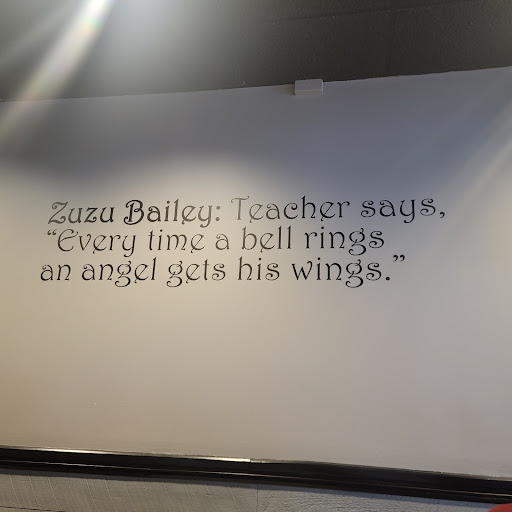 Zuzu Bailey: Teacher says,
“Every time a bell rings
an angel gets his wings.”